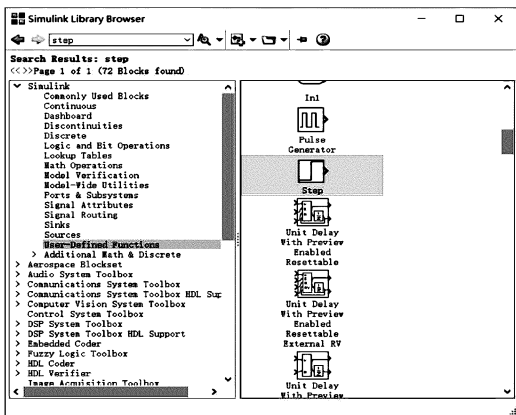 Simulink Library Browser
step
Search Results: step
<<>>Page 1 of 1 (72 Blocks found)
Simulink
Commonly Used Blocks
Continuous
Dashboard
Discontinuities
Discrete
Logic and Bit Operations
Lookup Tables
Math Operations
Model Verification
Model-Wide Utilities
Ports & Subsystems
Signal Attributes
Signal Routing
Sinks
Sources
User-Defined Functions
Additional Math & Discrete
Aerospace Blockset
Audio System Toolbox
Communications System Toolbox
Communications System Toolbox HDL Sup
Computer Vision System Toolbox
Control System Toolbox
DSP System Toolbox
DSP System Toolbox HDL Support
Embedded Coder
Fuzzy Logic Toolbox
HDL Coder
HDL Verifier
Image Acquisition Toolbox
In1
Pulse
Generator
Step
Unit Delay
With Preview
Enabled
Resettable
Unit Delay
With Preview
Enabled
Resettable
External RV
Unit Delay
With Preview